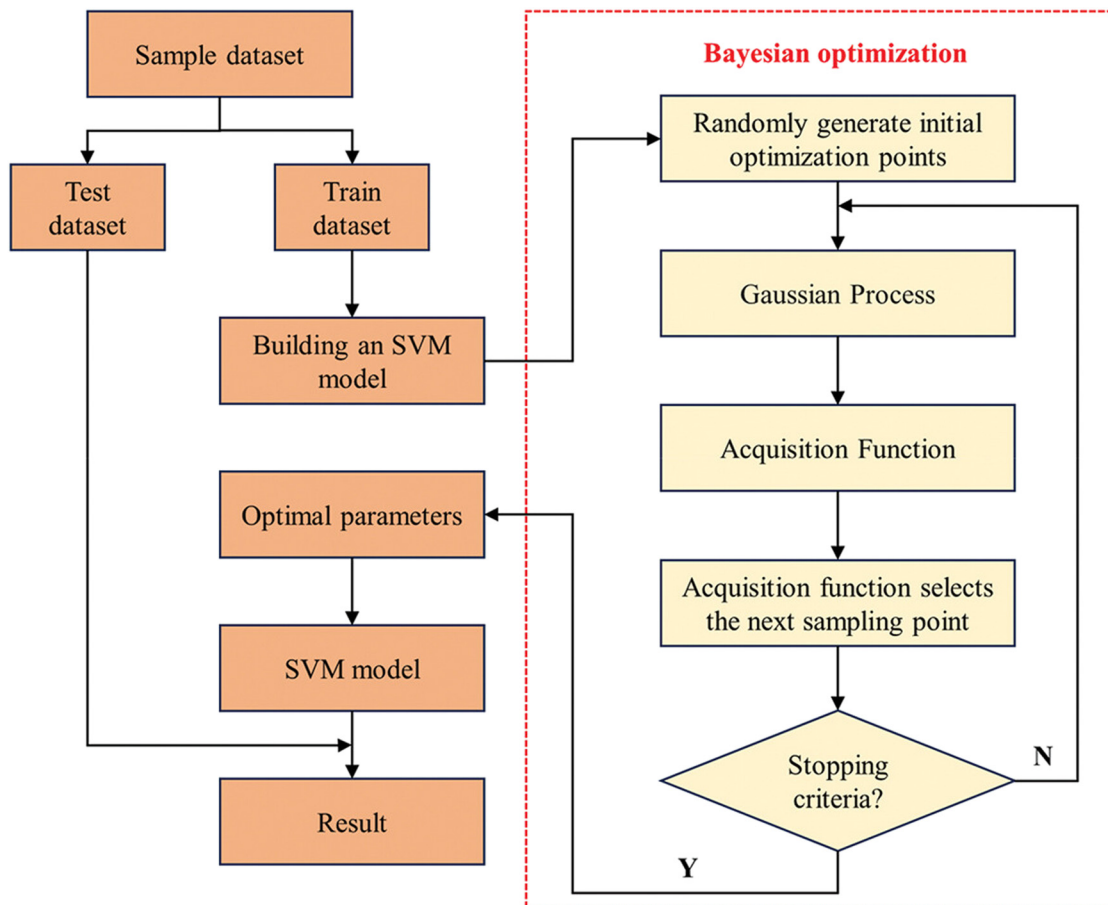 Sample dataset
Test
dataset
Train
dataset
Building an SVM
model
Optimal parameters
SVM model
Result
Bayesian optimization
Randomly generate initial
optimization points
Gaussian Process
Acquisition Function
Acquisition function selects
the next sampling point
Stopping
criteria?
N
Y